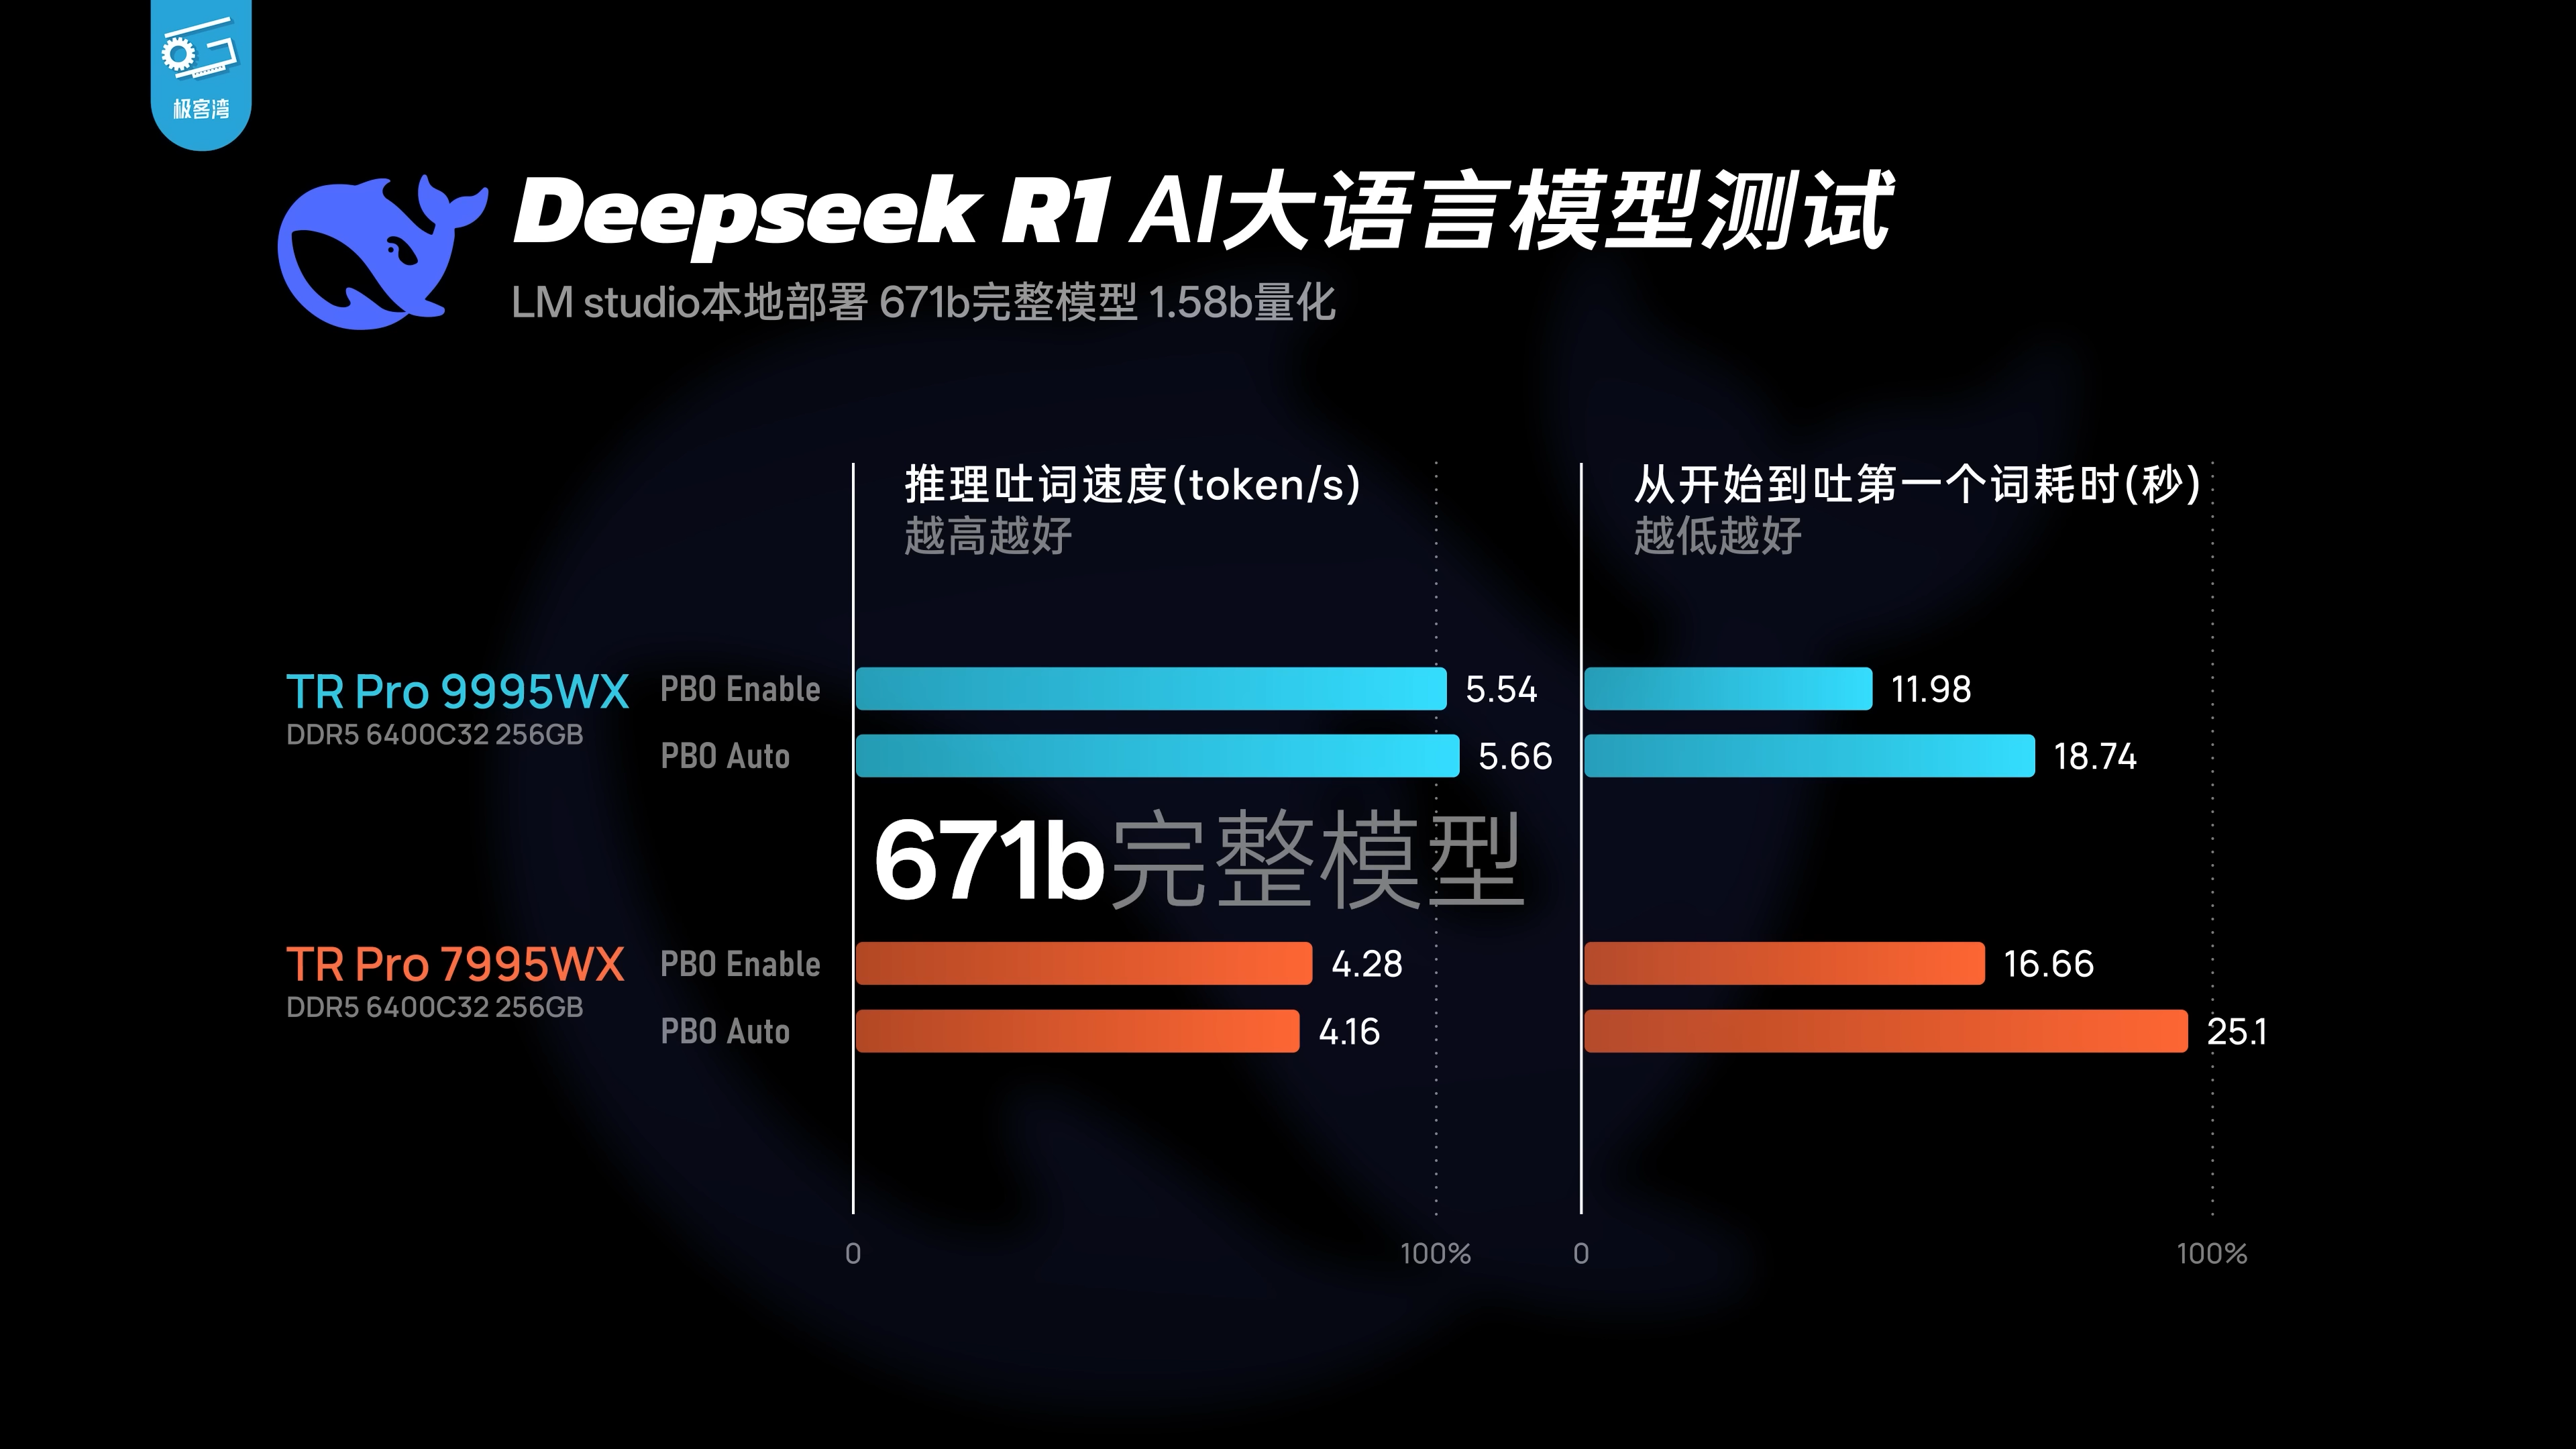 极客湾
Deepseek R1 AI大语言模型测试
LM studio本地部署 671b完整模型 1.58b量化
推理吐词速度(token/s)
越高越好
从开始到吐第一个词耗时(秒)
越低越好
TR Pro 9995WX
DDR5 6400C32 256GB
PBO Enable
5.54
11.98
PBO Auto
5.66
18.74
671b完整模型
TR Pro 7995WX
DDR5 6400C32 256GB
PBO Enable
4.28
16.66
PBO Auto
4.16
25.1
0
100%
0
100%